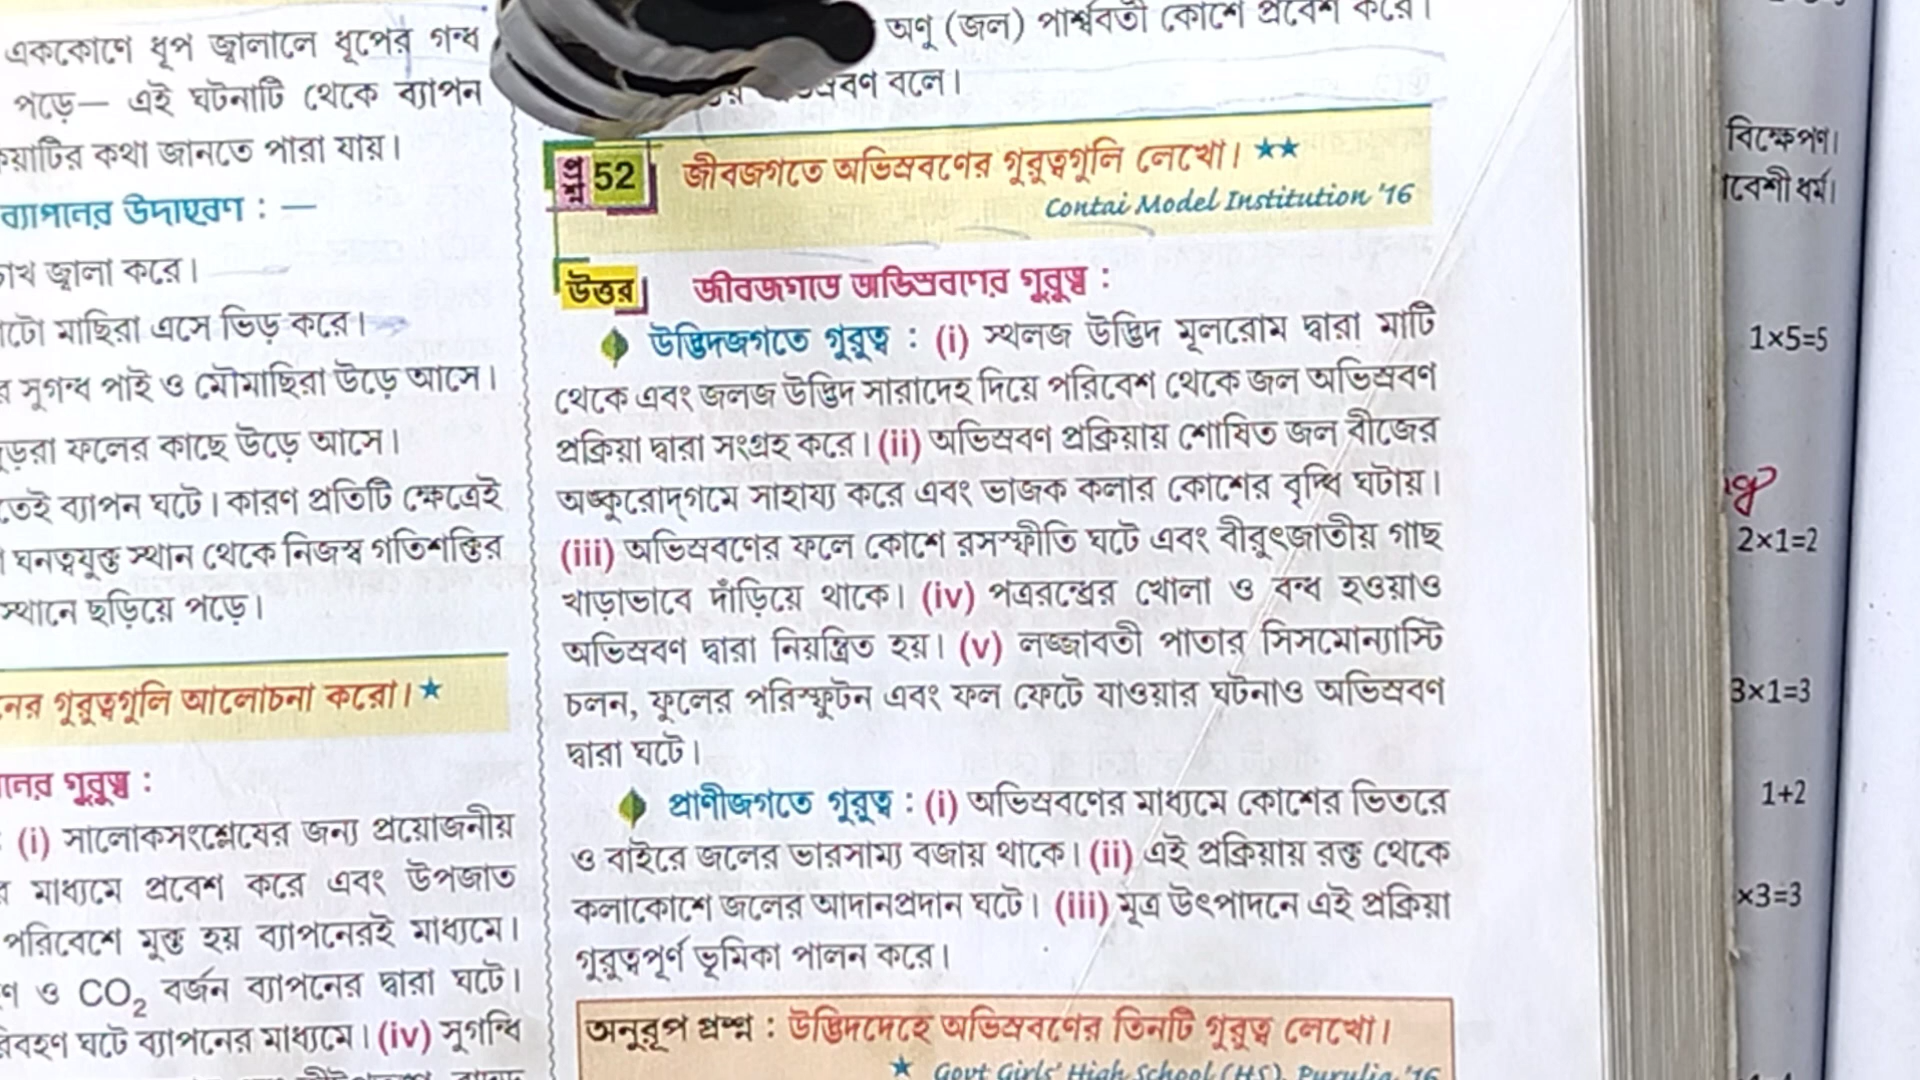 এককোণে ধূপ জ্বালালে ধূপের গন্ধ
পড়ে— এই ঘটনাটি থেকে ব্যাপন
কথা জানতে পারা যায়।
ব্যাপনের উদাহরণ : —
জ্বালা করে।
মাছিরা এসে ভিড় করে।
সুগন্ধ পাই ও মৌমাছিরা উড়ে আসে।
ফলের কাছে উড়ে আসে।
ব্যাপন ঘটে। কারণ প্রতিটি ক্ষেত্রেই
ঘনত্বযুক্ত স্থান থেকে নিজস্ব গতিশক্তির
স্থানে ছড়িয়ে পড়ে।
গুরুত্বগুলি আলোচনা করো। ★
গুরুত্ব :
(i) সালোকসংশ্লেষের জন্য প্রয়োজনীয়
মাধ্যমে প্রবেশ করে এবং উপজাত
পরিবেশে মুক্ত হয় ব্যাপনেরই মাধ্যমে।
ও CO₂ বর্জন ব্যাপনের দ্বারা ঘটে।
ঘটে ব্যাপনের মাধ্যমে। (iv) সুগন্ধি
অণু (জল) পার্শ্ববর্তী কোশে প্রবেশ করে।
বলে।
প্রশ্ন 52 জীবজগতে অভিস্রবণের গুরুত্বগুলি লেখো। ★★
Contai Model Institution '16
উত্তর জীবজগতে অভিস্রবণের গুরুত্ব :
উদ্ভিদজগতে গুরুত্ব : (i) স্থলজ উদ্ভিদ মূলরোম দ্বারা মাটি
থেকে এবং জলজ উদ্ভিদ সারাদেহ দিয়ে পরিবেশ থেকে জল অভিস্রবণ
প্রক্রিয়া দ্বারা সংগ্রহ করে। (ii) অভিস্রবণ প্রক্রিয়ায় শোষিত জল বীজের
অঙ্কুরোদ্‌গমে সাহায্য করে এবং ভাজক কলার কোশের বৃদ্ধি ঘটায়।
(iii) অভিস্রবণের ফলে কোশে রসস্ফীতি ঘটে এবং বীরুৎজাতীয় গাছ
খাড়াভাবে দাঁড়িয়ে থাকে। (iv) পত্ররন্ধ্রের খোলা ও বন্ধ হওয়াও
অভিস্রবণ দ্বারা নিয়ন্ত্রিত হয়। (v) লজ্জাবতী পাতার সিসমোন্যাস্টি
চলন, ফুলের পরিস্ফুটন এবং ফল ফেটে যাওয়ার ঘটনাও অভিস্রবণ
দ্বারা ঘটে।
প্রাণীজগতে গুরুত্ব : (i) অভিস্রবণের মাধ্যমে কোশের ভিতরে
ও বাইরে জলের ভারসাম্য বজায় থাকে। (ii) এই প্রক্রিয়ায় রক্ত থেকে
কলাকোশে জলের আদানপ্রদান ঘটে। (iii) মূত্র উৎপাদনে এই প্রক্রিয়া
গুরুত্বপূর্ণ ভূমিকা পালন করে।
অনুরূপ প্রশ্ন : উদ্ভিদদেহে অভিস্রবণের তিনটি গুরুত্ব লেখো।
★ Govt Girls' High School (HS), Purulia '16
বিক্ষেপণ।
ধর্ম।
1×5=5
2×1=2
3×1=3
1+2
×3=3